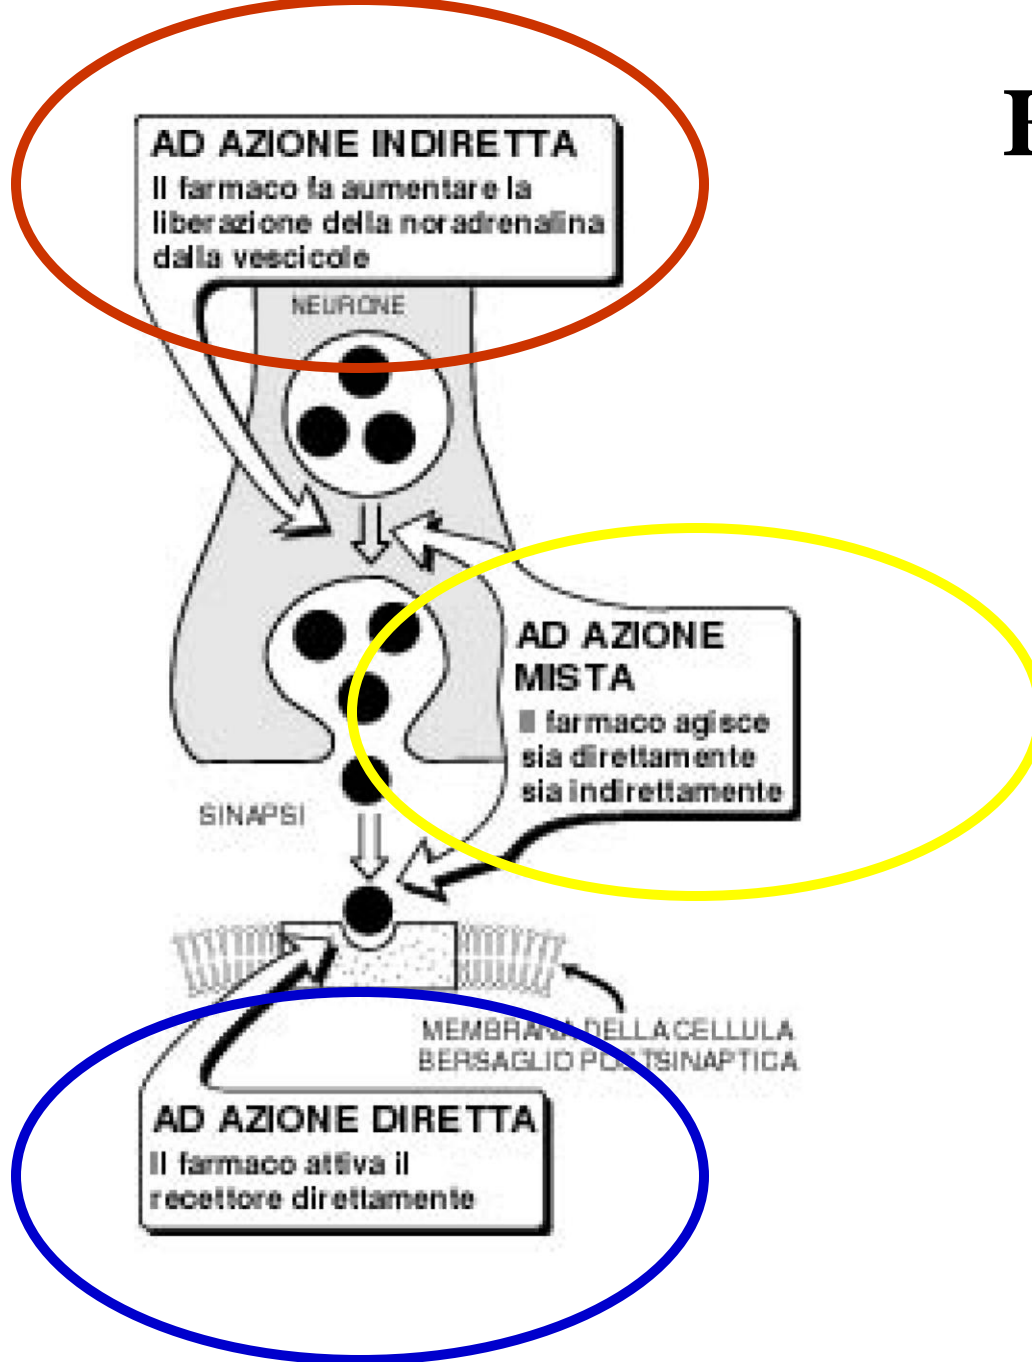 AD AZIONE INDIRETTA
Il farmaco fa aumentare la
liberazione della noradrenalina
dalla vescicole
NEURONE
AD AZIONE
MISTA
Il farmaco agisce
sia direttamente
sia indirettamente
SINAPSI
MEMBRANA DELLA CELLULA
BERSAGLIO POSTSINAPTICA
AD AZIONE DIRETTA
Il farmaco attiva il
recettore direttamente